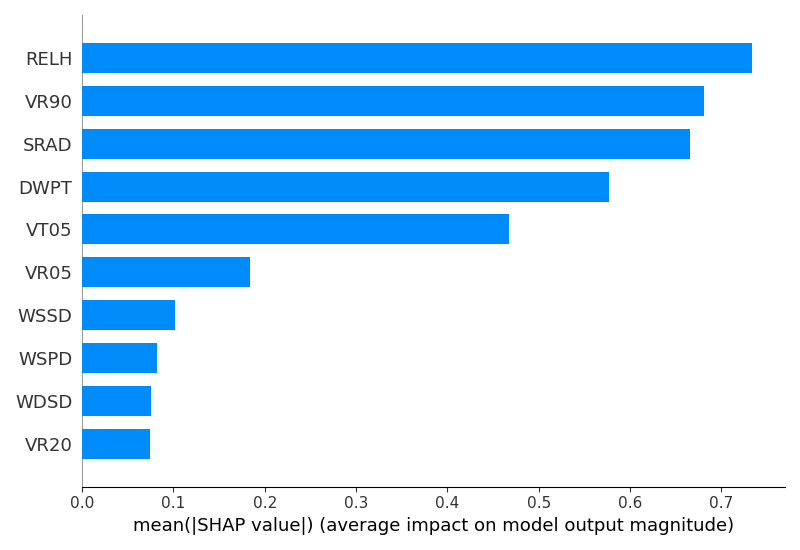 RELH
VR90
SRAD
DWPT
VT05
VR05
WSSD
WSPD
WDSD
VR20
0.0 0.1 0.2 0.3 0.4 0.5 0.6 0.7
mean(|SHAP value|) (average impact on model output magnitude)